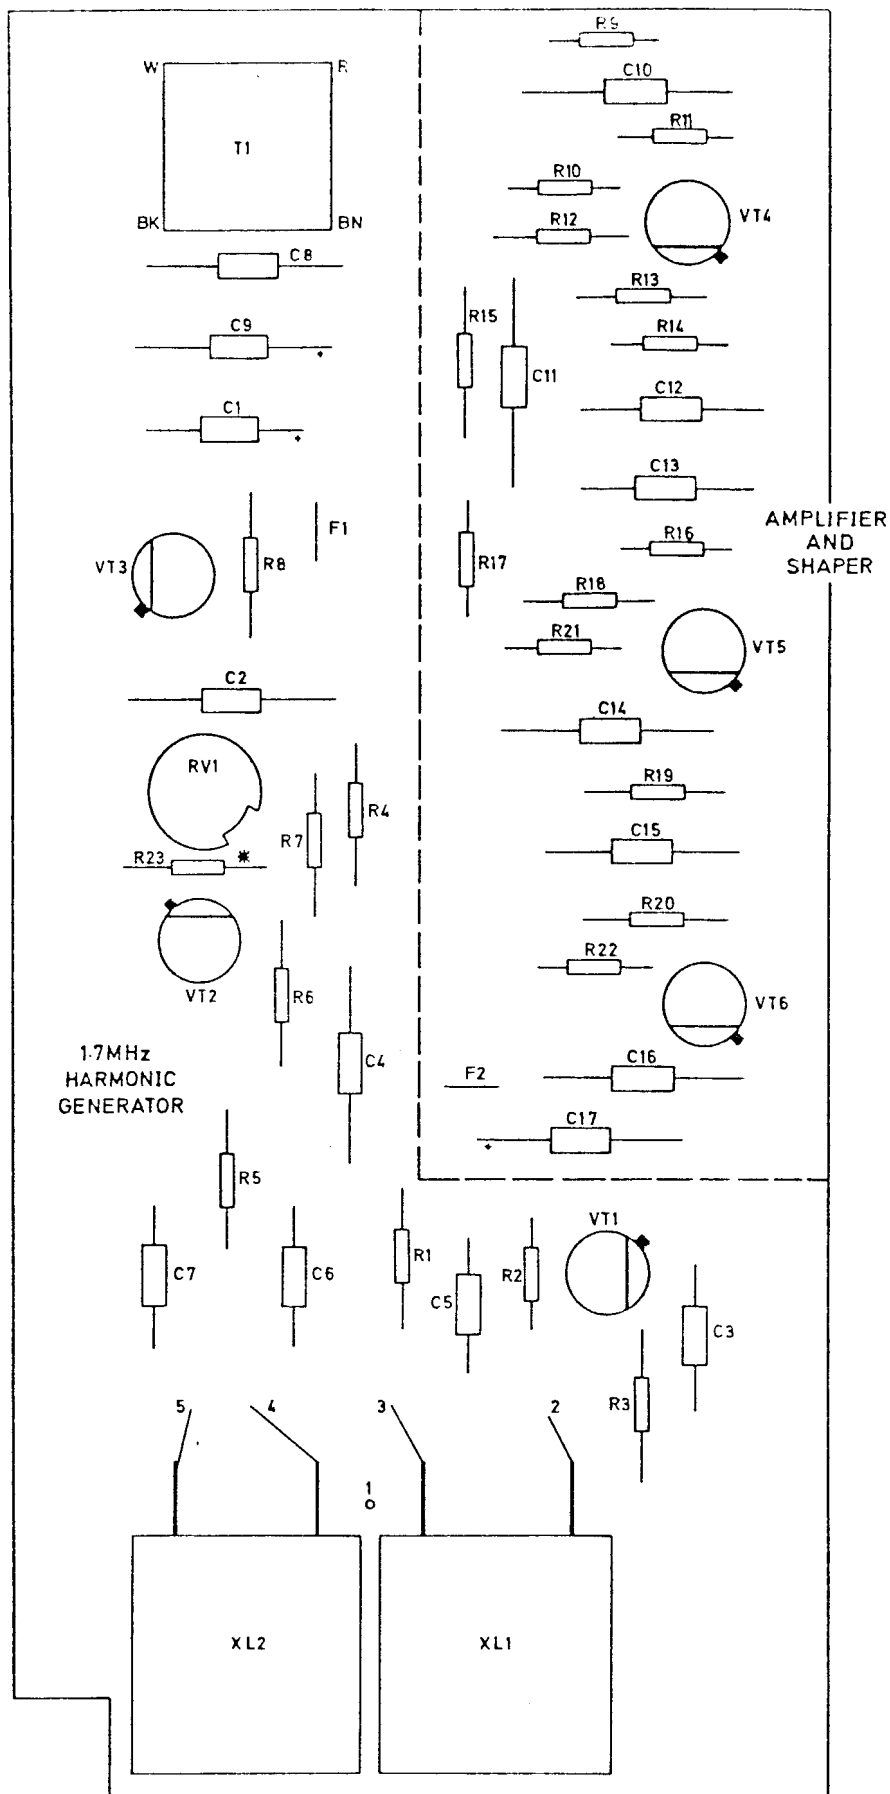 R9
W
R
C10
T1
R11
R10
BK
BN
R12
VT4
C8
R13
R15
C9
R14
C11
C1
C12
C13
F1
AMPLIFIER
AND
SHAPER
VT3
R8
R17
R16
R18
R21
VT5
C2
C14
RV1
R19
R4
R7
C15
R23
*
R20
R22
VT2
R6
VT6
1·7MHz
HARMONIC
GENERATOR
C4
C16
F2
C17
R5
VT1
C7
C6
R1
R2
C5
C3
R3
5
4
3
2
1
XL2
XL1